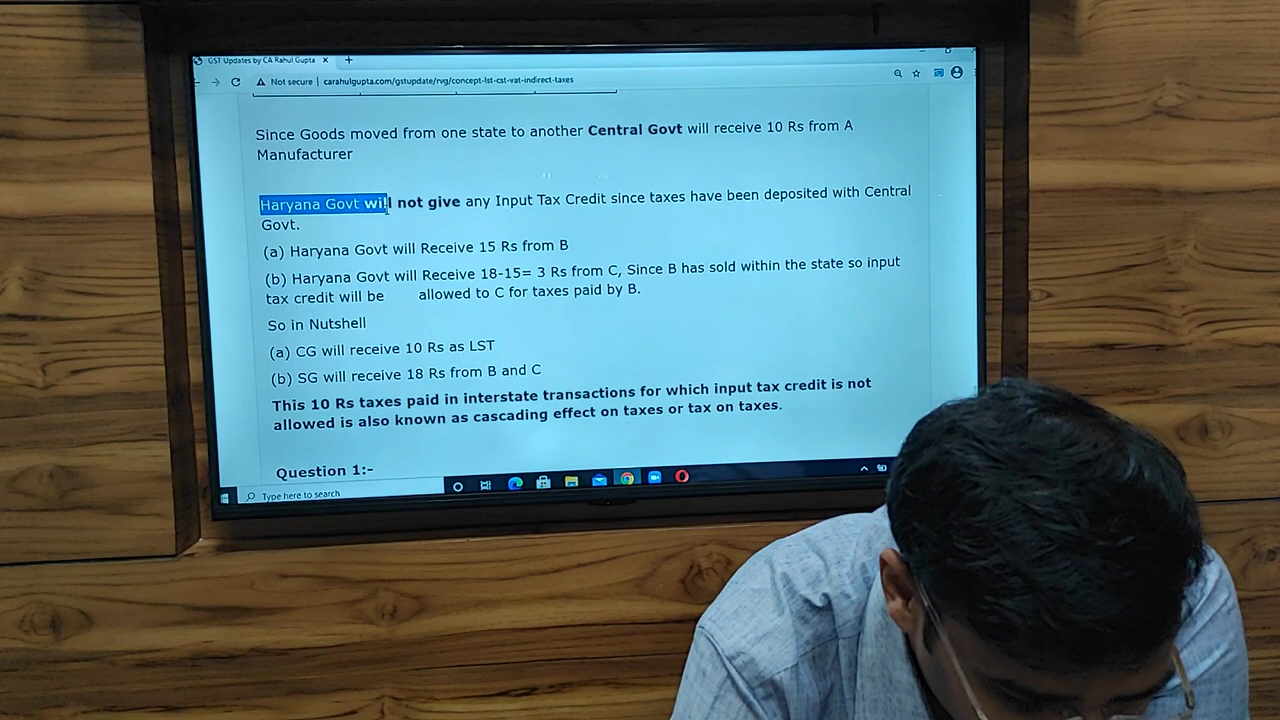 GST Updates by CA Rahul Gupta
Not secure | carahulgupta.com/gstupdate/rvg/concept-lst-cst-vat-indirect-taxes
Since Goods moved from one state to another Central Govt will receive 10 Rs from A
Manufacturer
Haryana Govt will not give any Input Tax Credit since taxes have been deposited with Central
Govt.
(a) Haryana Govt will Receive 15 Rs from B
(b) Haryana Govt will Receive 18-15= 3 Rs from C, Since B has sold within the state so input
tax credit will be allowed to C for taxes paid by B.
So in Nutshell
(a) CG will receive 10 Rs as LST
(b) SG will receive 18 Rs from B and C
This 10 Rs taxes paid in interstate transactions for which input tax credit is not
allowed is also known as cascading effect on taxes or tax on taxes.
Question 1:-
Type here to search